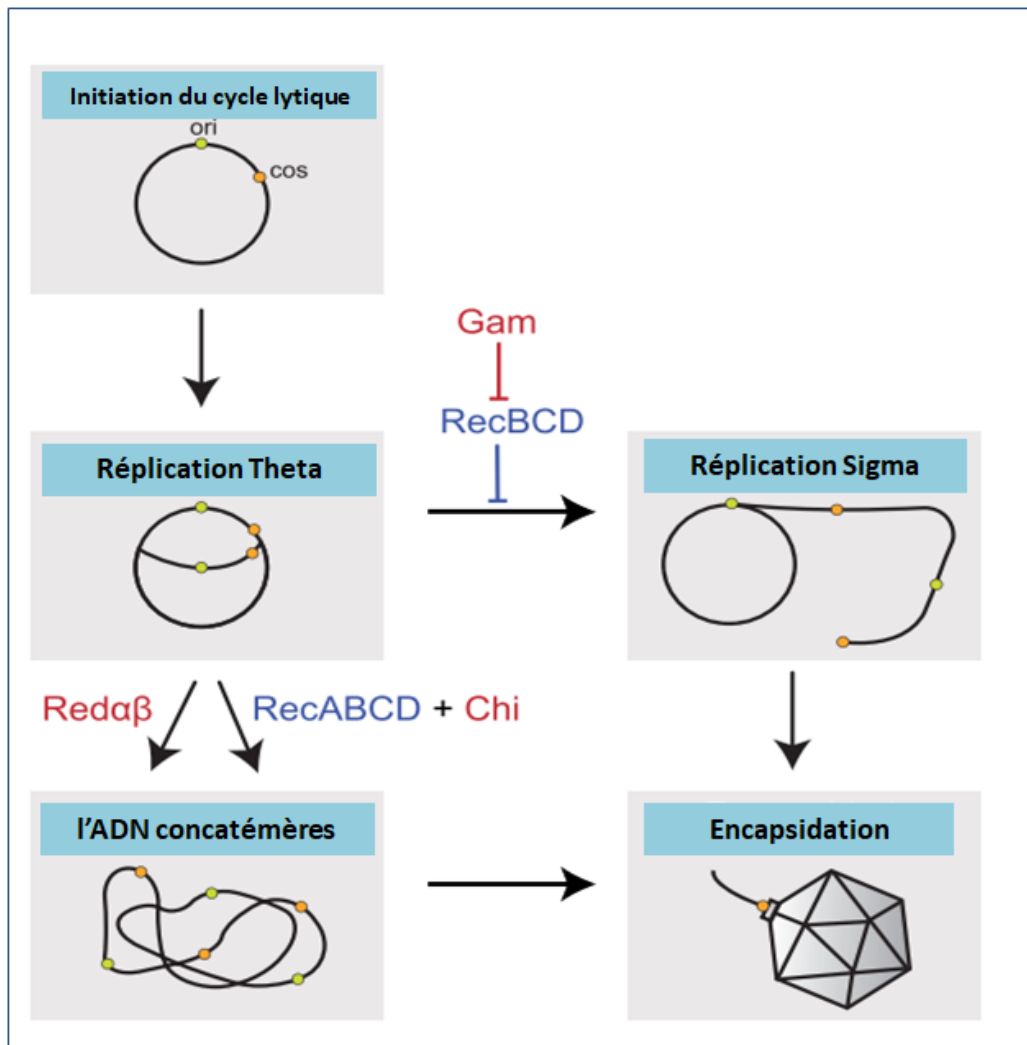 Initiation du cycle lytique
ori
cos
Gam
RecBCD
Réplication Theta
Réplication Sigma
Redαβ
RecABCD + Chi
l'ADN concatémères
Encapsidation